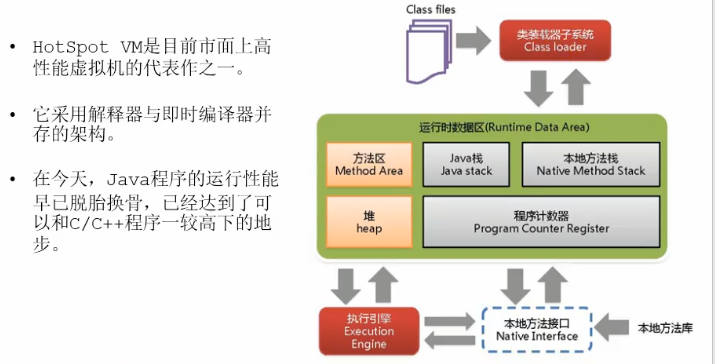 • HotSpot VM是目前市面上高
性能虚拟机的代表作之一。
• 它采用解释器与即时编译器并
存的架构。
• 在今天，Java程序的运行性能
早已脱胎换骨，已经达到了可
以和C/C++程序一较高下的地
步。
Class files
类装载器子系统
Class loader
运行时数据区(Runtime Data Area)
方法区
Method Area
Java栈
Java stack
本地方法栈
Native Method Stack
堆
heap
程序计数器
Program Counter Register
执行引擎
Execution
Engine
本地方法接口
Native Interface
本地方法库